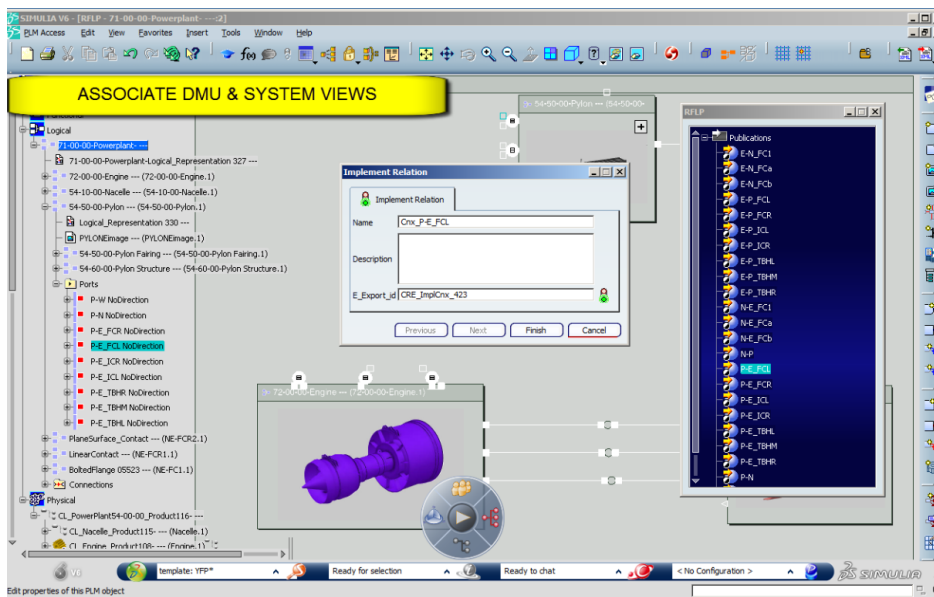 SIMULIA V6 - [RFLP - 71-00-00-Powerplant- ---:2]
PLM Access Edit View Favorites Insert Tools Window Help
ASSOCIATE DMU & SYSTEM VIEWS
Logical
71-00-00-Powerplant- ---
71-00-00-Powerplant-Logical_Representation 327 ---
72-00-00-Engine --- (72-00-00-Engine.1)
54-10-00-Nacelle --- (54-10-00-Nacelle.1)
54-50-00-Pylon --- (54-50-00-Pylon.1)
Logical_Representation 330 ---
PYLONEimage --- (PYLONEimage.1)
54-50-00-Pylon Fairing --- (54-50-00-Pylon Fairing.1)
54-60-00-Pylon Structure --- (54-60-00-Pylon Structure.1)
Ports
P-W NoDirection
P-N NoDirection
P-E_FCR NoDirection
P-E_FCL NoDirection
P-E_ICR NoDirection
P-E_ICL NoDirection
P-E_TBHR NoDirection
P-E_TBHM NoDirection
P-E_TBHL NoDirection
PlaneSurface_Contact --- (NE-FCR2.1)
LinearContact --- (NE-FCR1.1)
BoltedFlange 05523 --- (NE-FC1.1)
Connections
Physical
CL_PowerPlant54-00-00_Product116- ---
CL_Nacelle_Product115- --- (Nacelle.1)
CL_Engine_Product108- --- (Engine.1)
54-50-00-Pylon --- (54-50-00-
Implement Relation
Implement Relation
Name Cnx_P-E_FCL
Description
E_Export_id CRE_ImplCnx_423
Previous Next Finish Cancel
72-00-00-Engine --- (72-00-00-Engine.1)
RFLP
Publications
E-N_FC1
E-N_FCa
E-N_FCb
E-P_FCL
E-P_FCR
E-P_ICL
E-P_ICR
E-P_TBHL
E-P_TBHM
E-P_TBHR
N-E_FC1
N-E_FCa
N-E_FCb
N-P
P-E_FCL
P-E_FCR
P-E_ICL
P-E_ICR
P-E_TBHL
P-E_TBHM
P-E_TBHR
P-N
V6 template: YFP* Ready for selection Ready to chat < No Configuration > SIMULIA
Edit properties of this PLM object